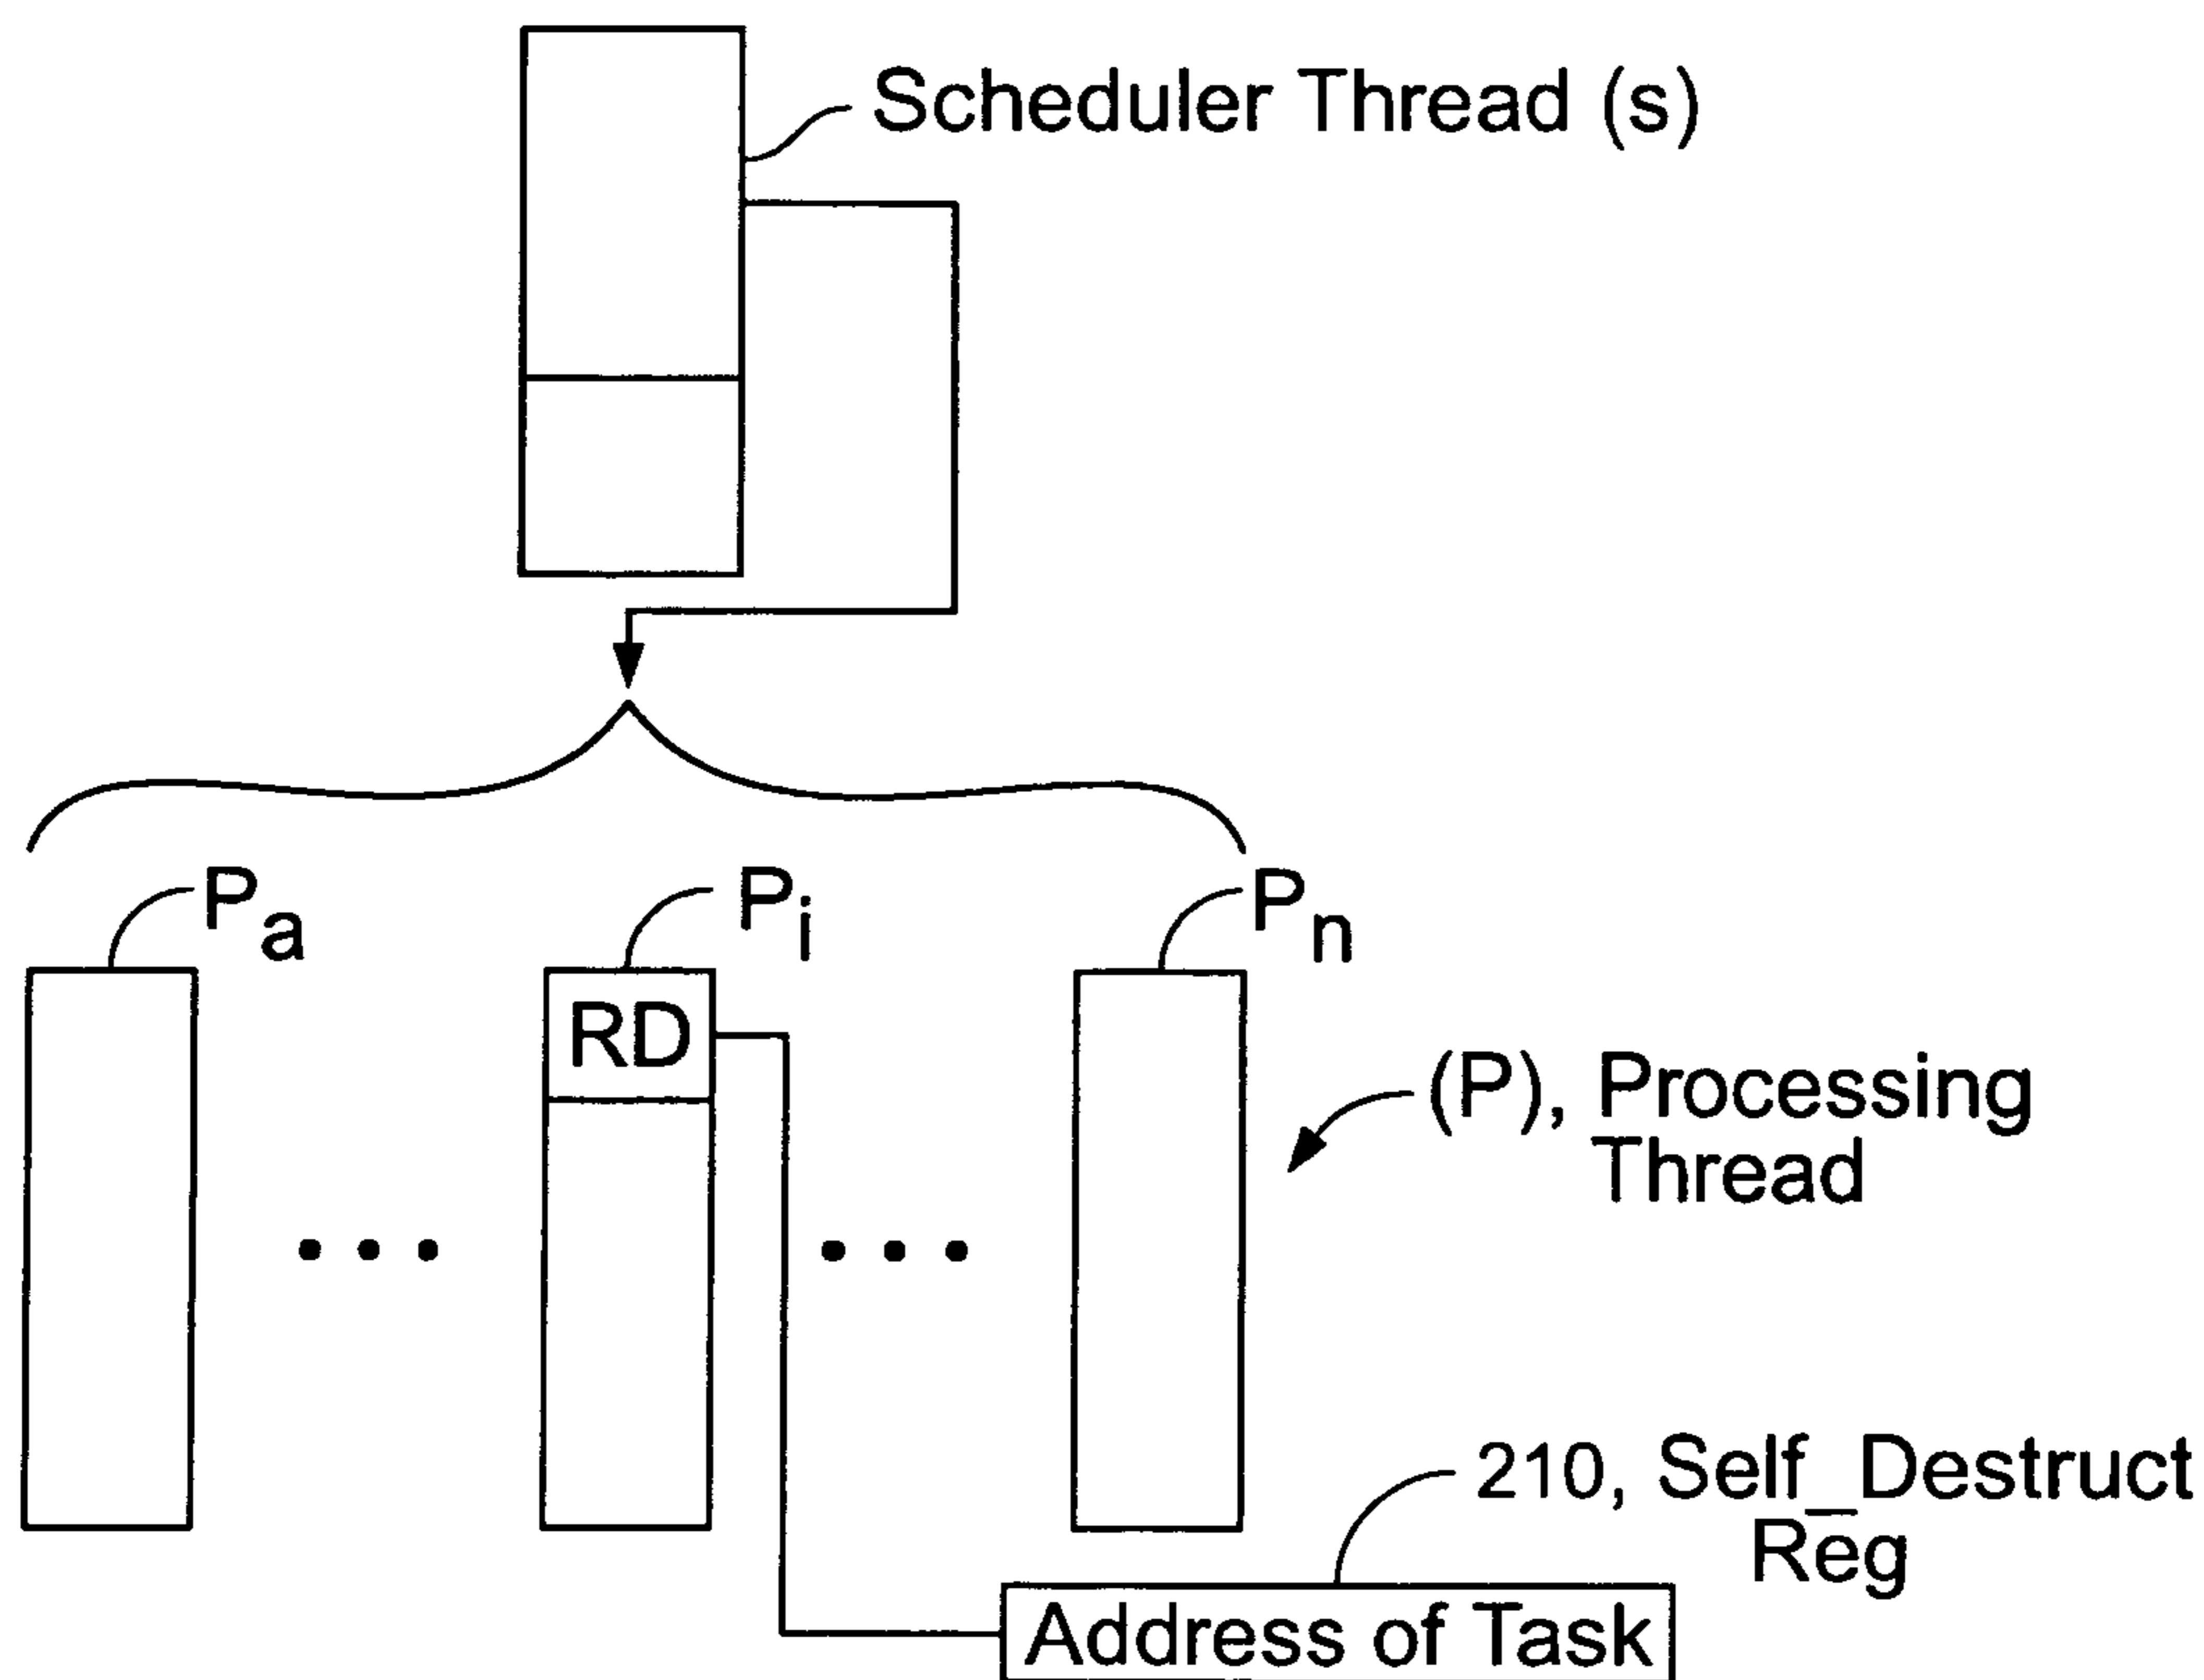 Scheduler Thread (s)
Pa
Pi
Pn
RD
(P), Processing
Thread
210, Self_Destruct
Reg
Address of Task